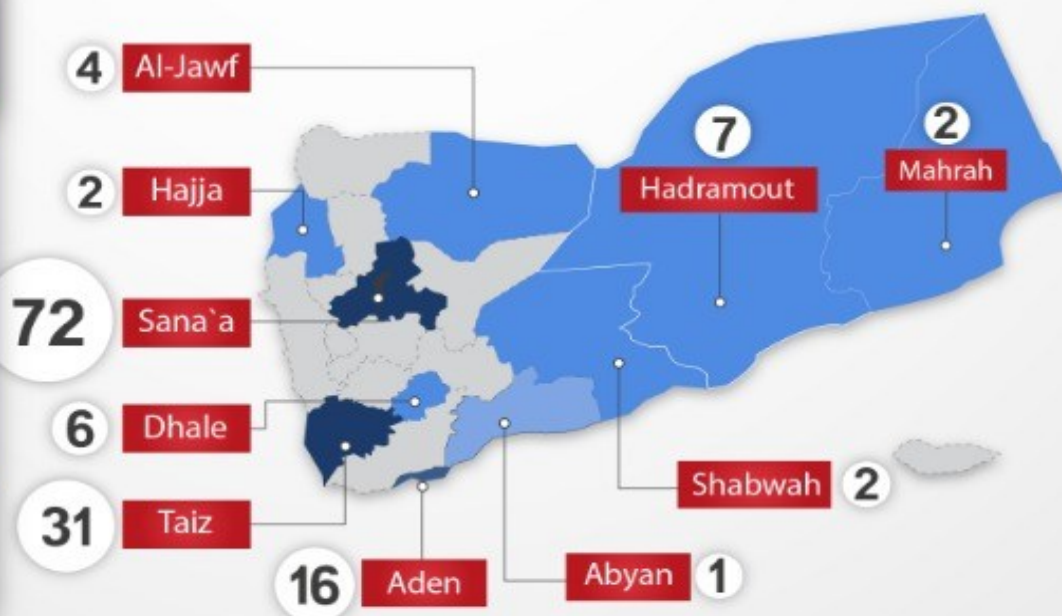 4 Al-Jawf
7
2
Hadramout
Mahrah
2 Hajja
72 Sana`a
6 Dhale
Shabwah 2
31 Taiz
16 Aden
Abyan 1